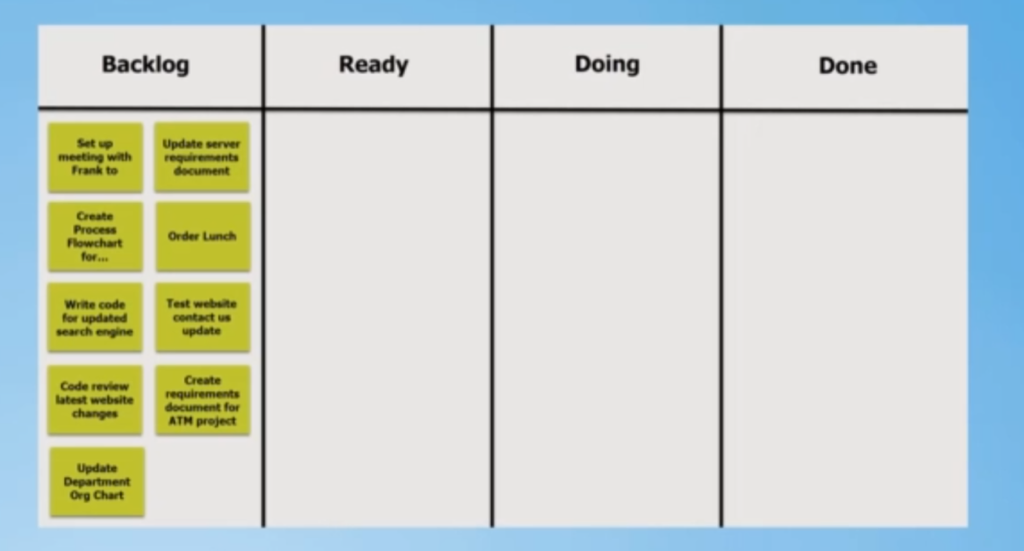 Backlog
Ready
Doing
Done
Set up
meeting with
Frank to
Update server
requirements
document
Create
Process
Flowchart
for...
Order Lunch
Write code
for updated
search engine
Test website
contact us
update
Code review
latest website
changes
Create
requirements
document for
ATM project
Update
Department
Org Chart